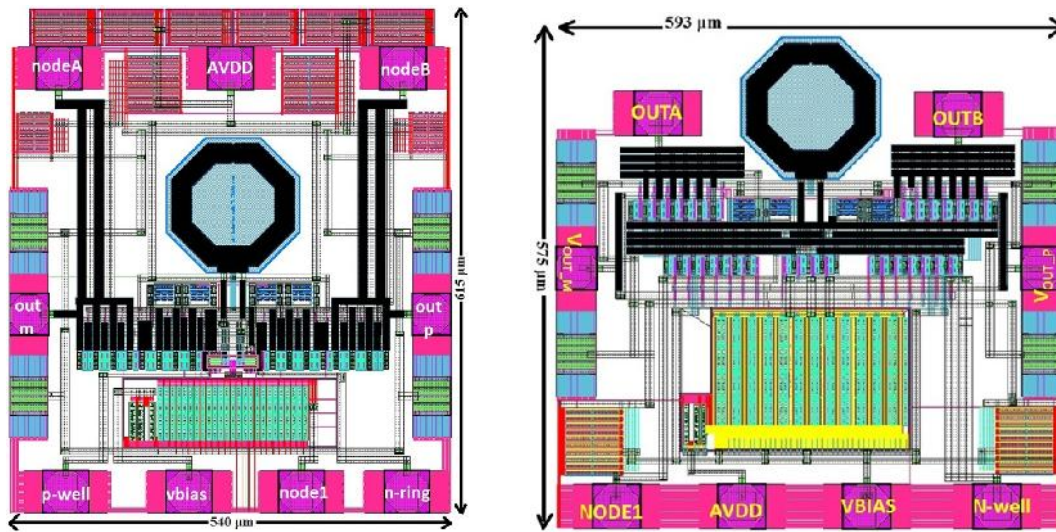 nodeA
AVDD
nodeB
out
m
out
p
615 µm
p-well
vbias
node1
n-ring
540 µm
593 µm
575 µm
OUTA
OUTB
VOUT_M
VOUT_P
NODE1
AVDD
VBIAS
N-well